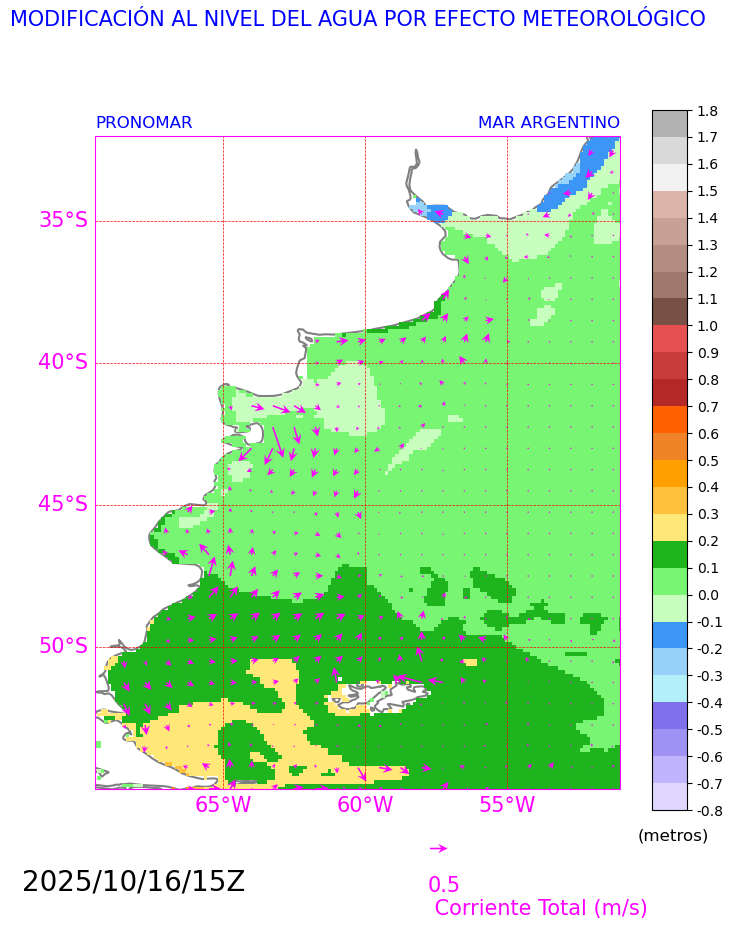 MODIFICACIÓN AL NIVEL DEL AGUA POR EFECTO METEOROLÓGICO
PRONOMAR MAR ARGENTINO
35°S
40°S
45°S
50°S
65°W 60°W 55°W
1.8
1.7
1.6
1.5
1.4
1.3
1.2
1.1
1.0
0.9
0.8
0.7
0.6
0.5
0.4
0.3
0.2
0.1
0.0
-0.1
-0.2
-0.3
-0.4
-0.5
-0.6
-0.7
-0.8
(metros)
2025/10/16/15Z
0.5
Corriente Total (m/s)